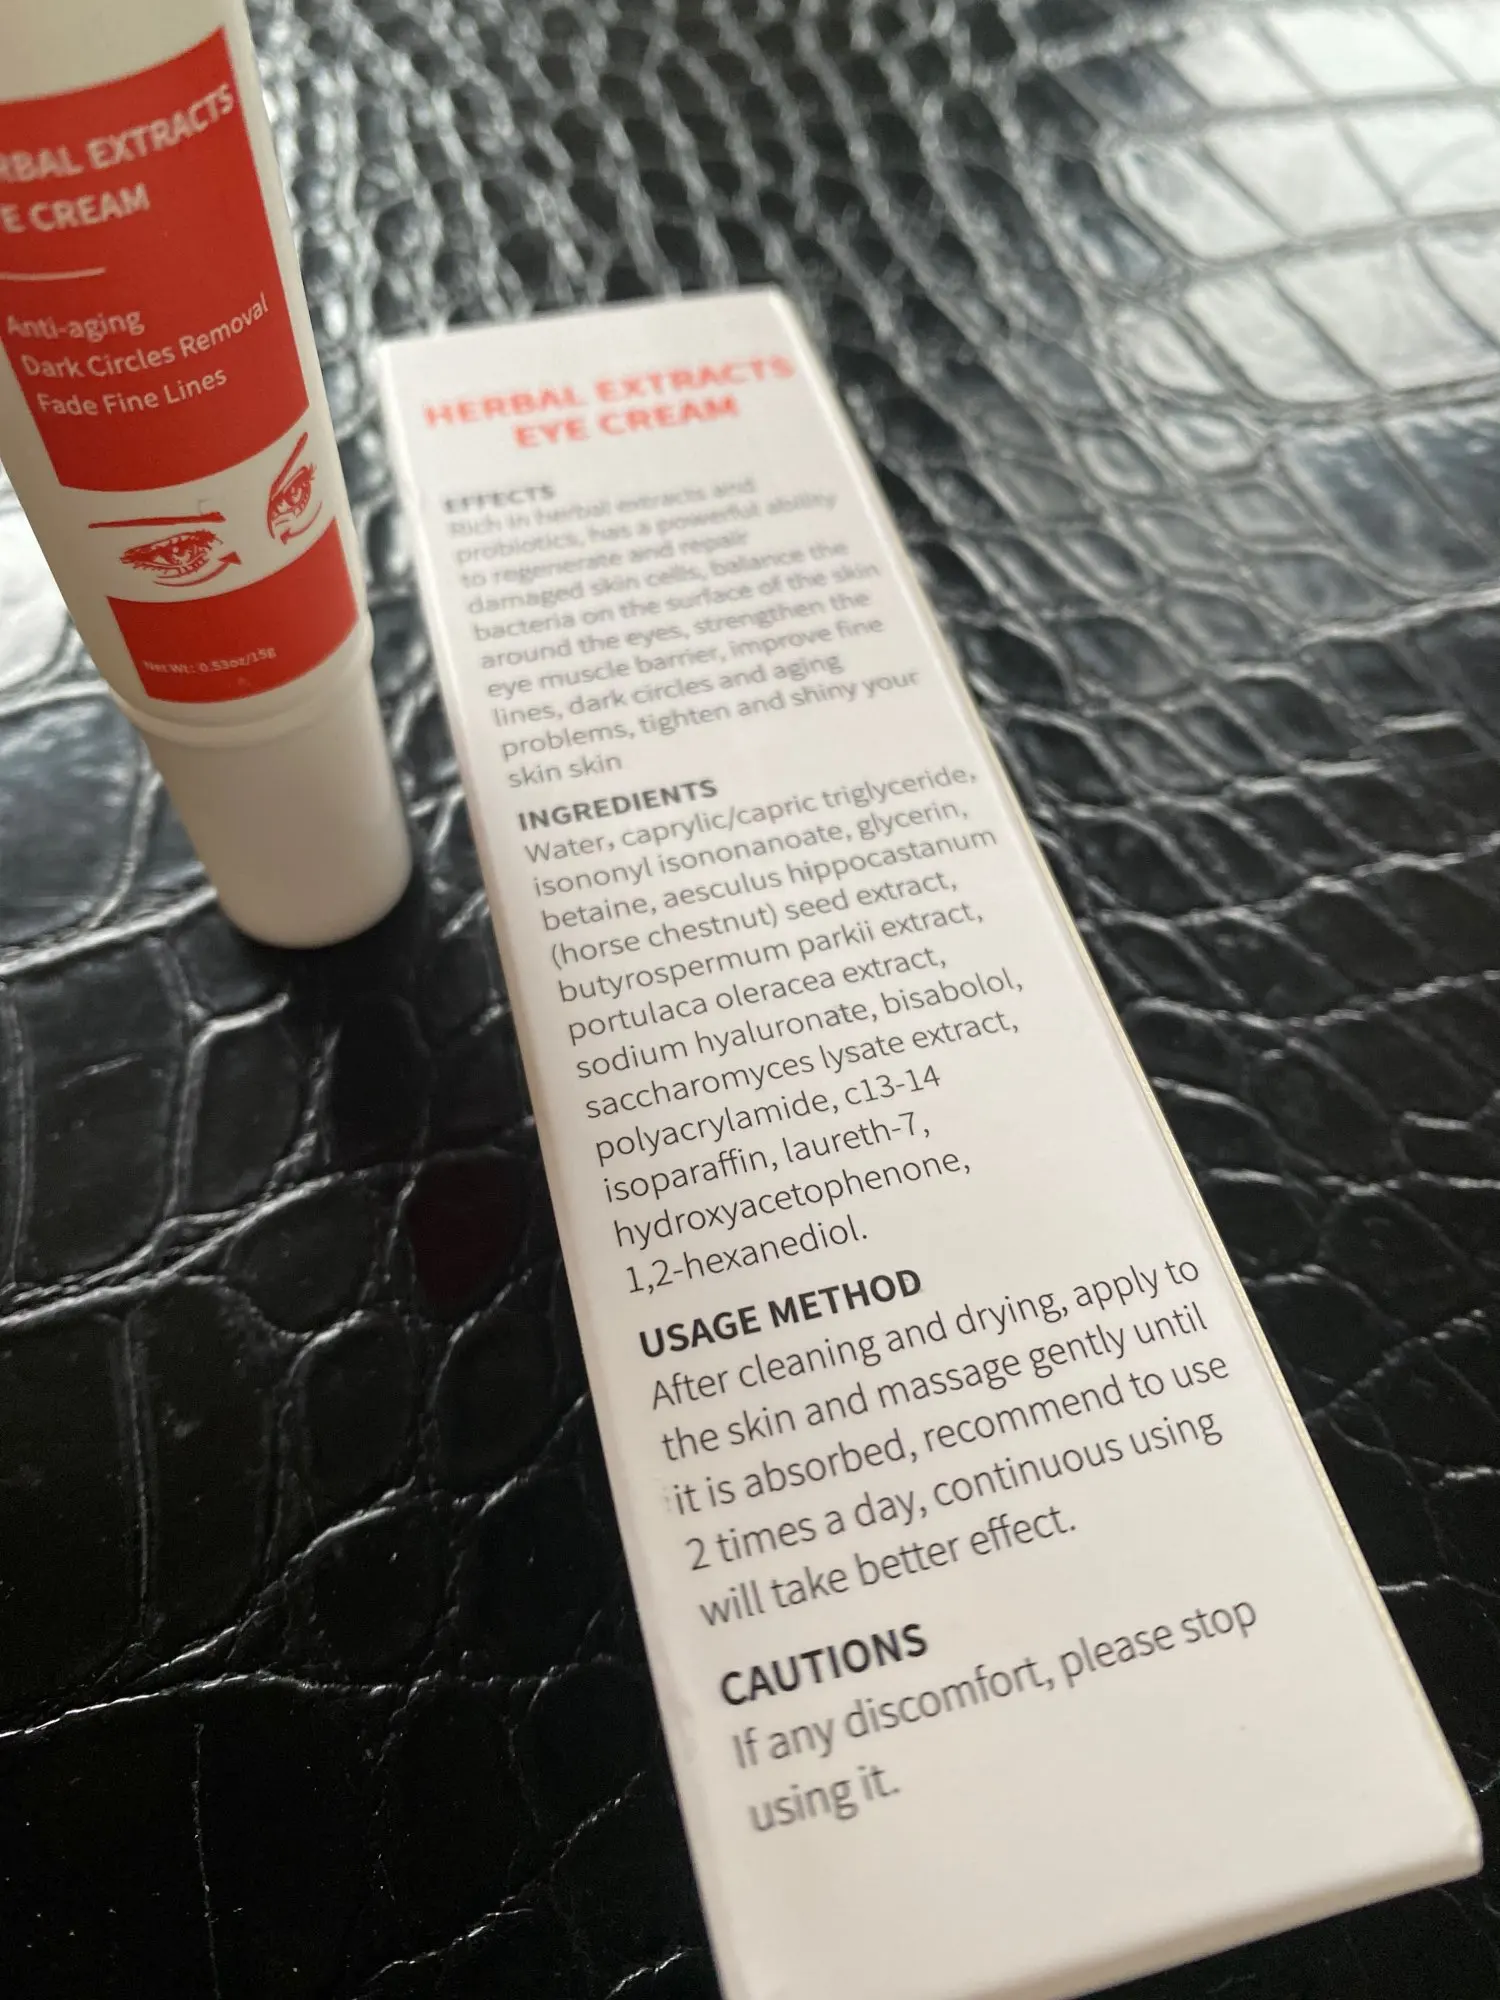 RBAL EXTRACTS
E CREAM
Anti-aging
Dark Circles Removal
Fade Fine Lines
Net Wt.: 0.53oz/15g
HERBAL EXTRACTS
EYE CREAM
EFFECTS
Rich in herbal extracts and
probiotics, has a powerful ability
to regenerate and repair
damaged skin cells, balance the
bacteria on the surface of the skin
around the eyes, strengthen the
eye muscle barrier, improve fine
lines, dark circles and aging
problems, tighten and shiny your
skin skin
INGREDIENTS
Water, caprylic/capric triglyceride,
isononyl isononanoate, glycerin,
betaine, aesculus hippocastanum
(horse chestnut) seed extract,
butyrospermum parkii extract,
portulaca oleracea extract,
sodium hyaluronate, bisabolol,
saccharomyces lysate extract,
polyacrylamide, c13-14
isoparaffin, laureth-7,
hydroxyacetophenone,
1,2-hexanediol.
USAGE METHOD
After cleaning and drying, apply to
the skin and massage gently until
it is absorbed, recommend to use
2 times a day, continuous using
will take better effect.
CAUTIONS
If any discomfort, please stop
using it.